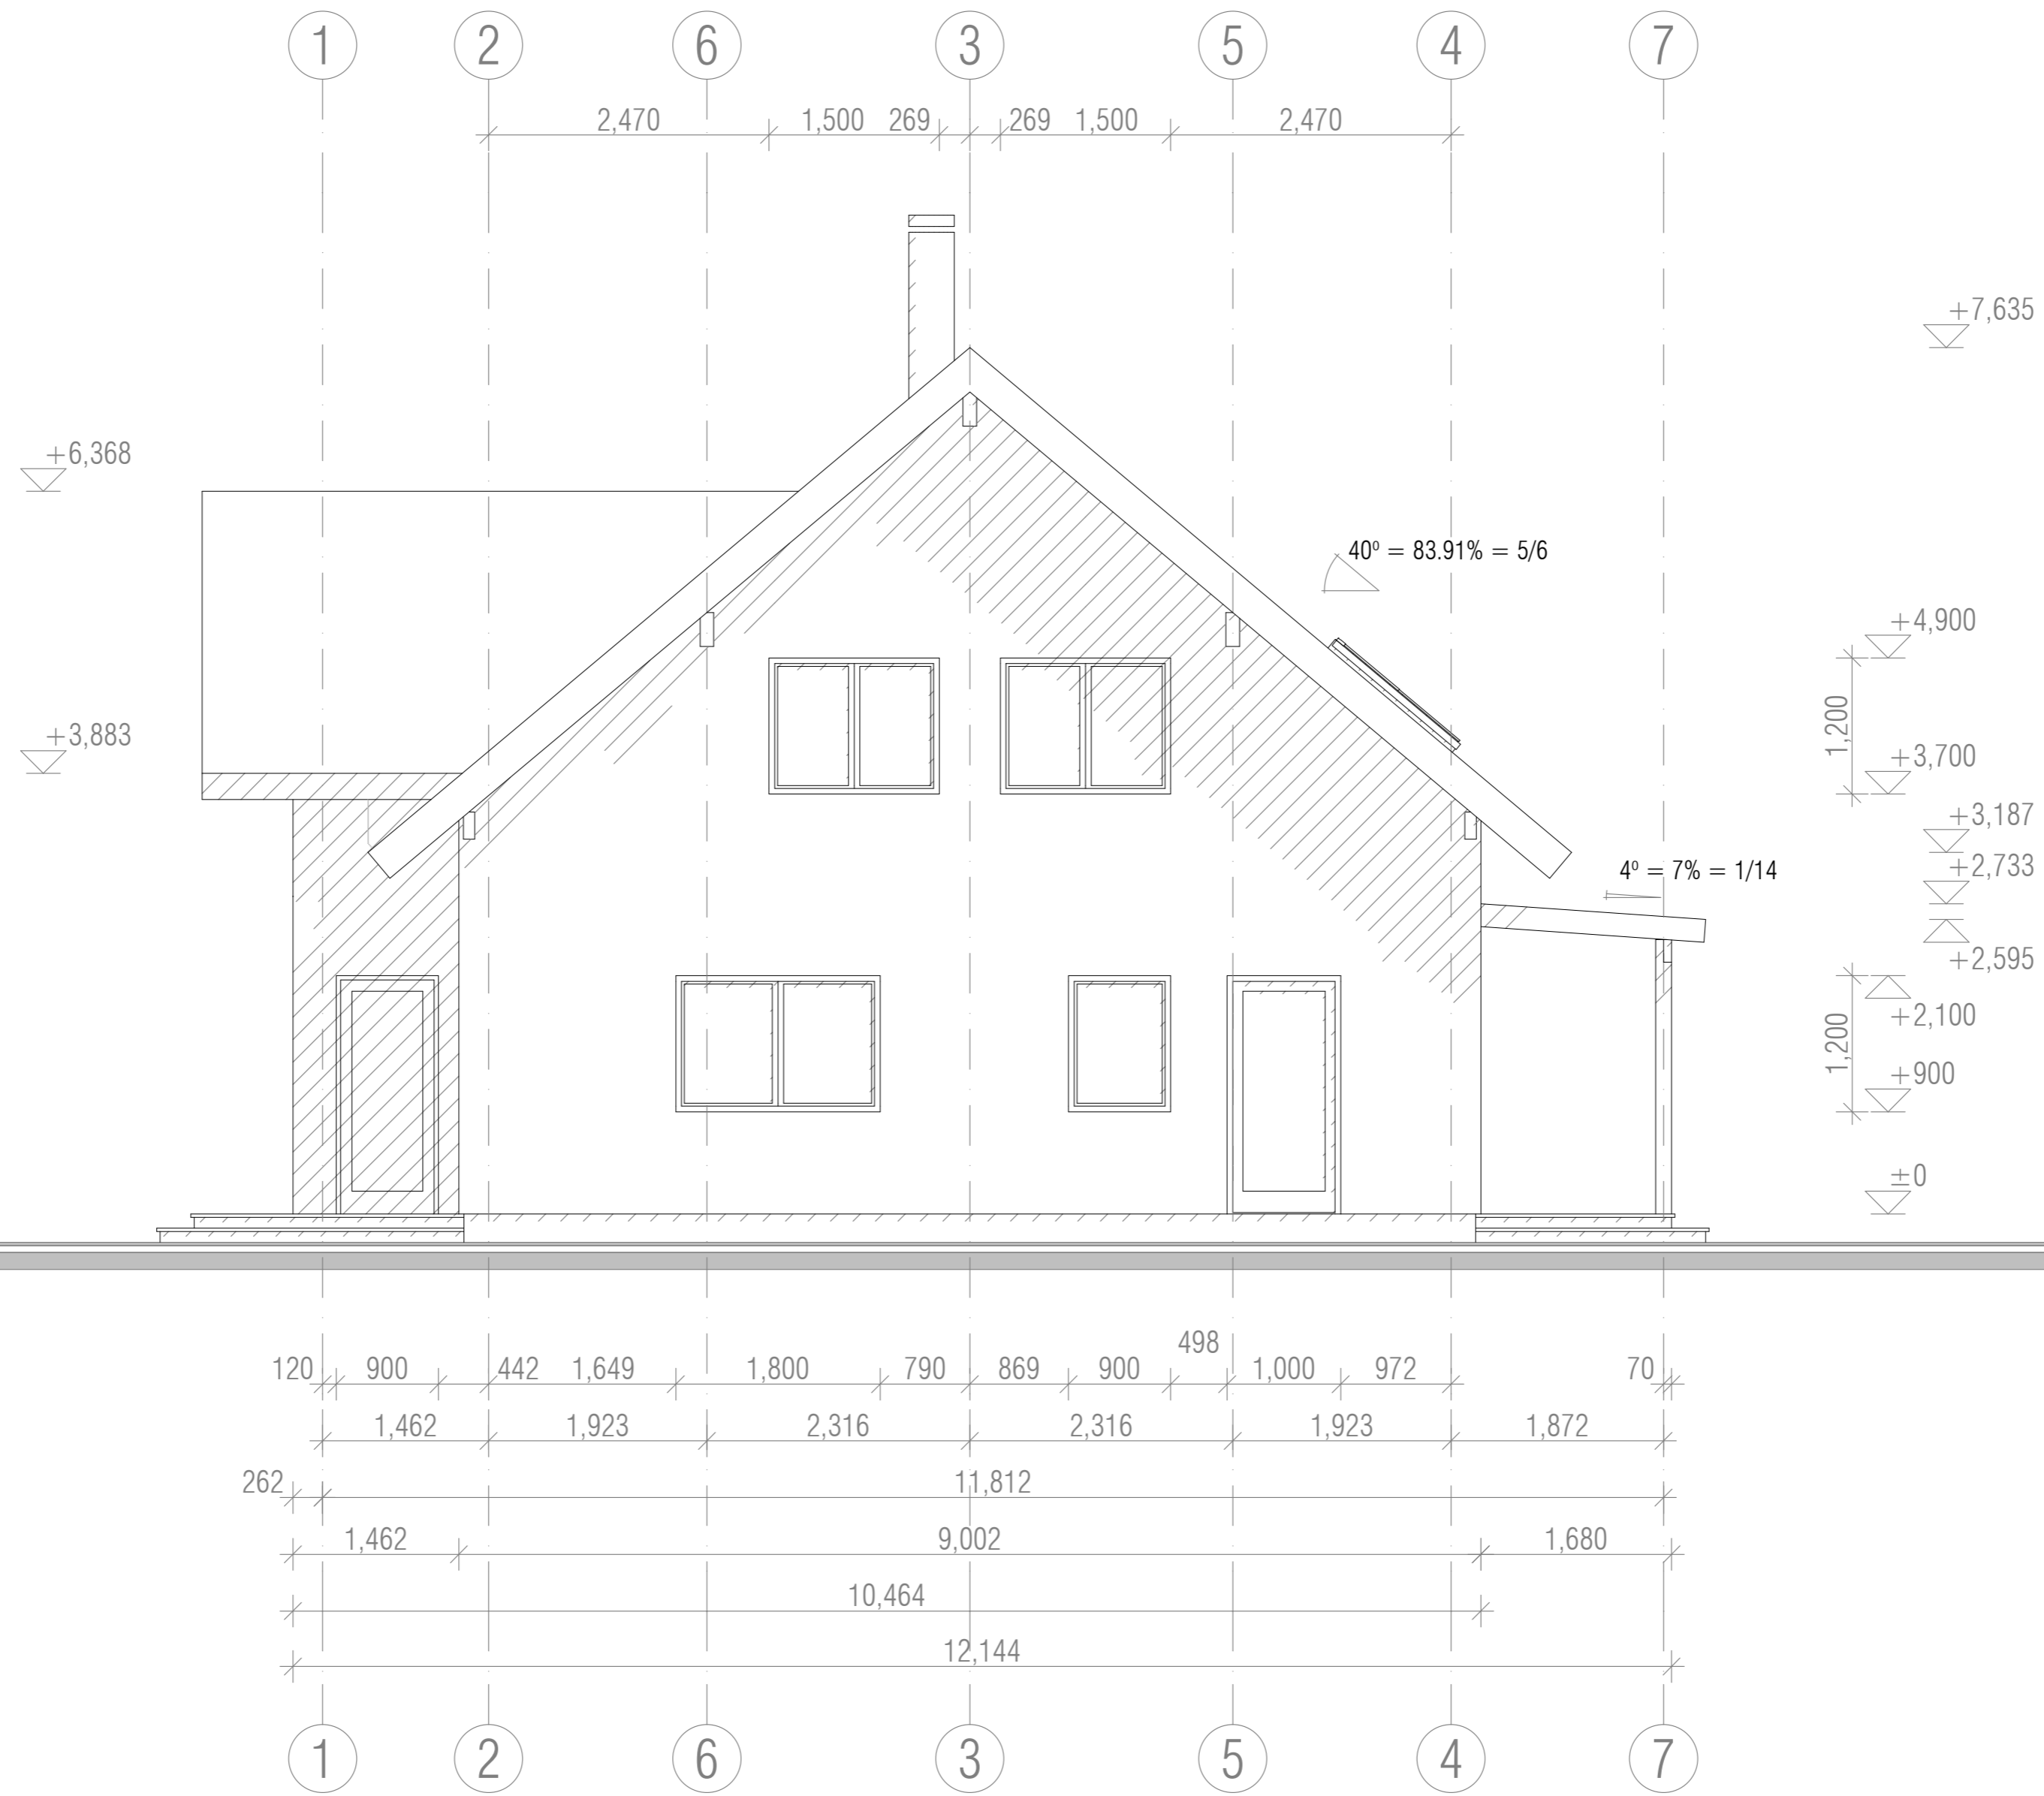 1 2 6 3 5 4 7
2,470 1,500 269 269 1,500 2,470
+7,635
+6,368
40º = 83.91% = 5/6
+4,900
1,200
+3,883
+3,700
+3,187
4º = 7% = 1/14
+2,733
+2,595
+2,100
1,200
+900
±0
498
120 900 442 1,649 1,800 790 869 900 1,000 972 70
1,462 1,923 2,316 2,316 1,923 1,872
262 11,812
1,462 9,002 1,680
10,464
12,144
1 2 6 3 5 4 7